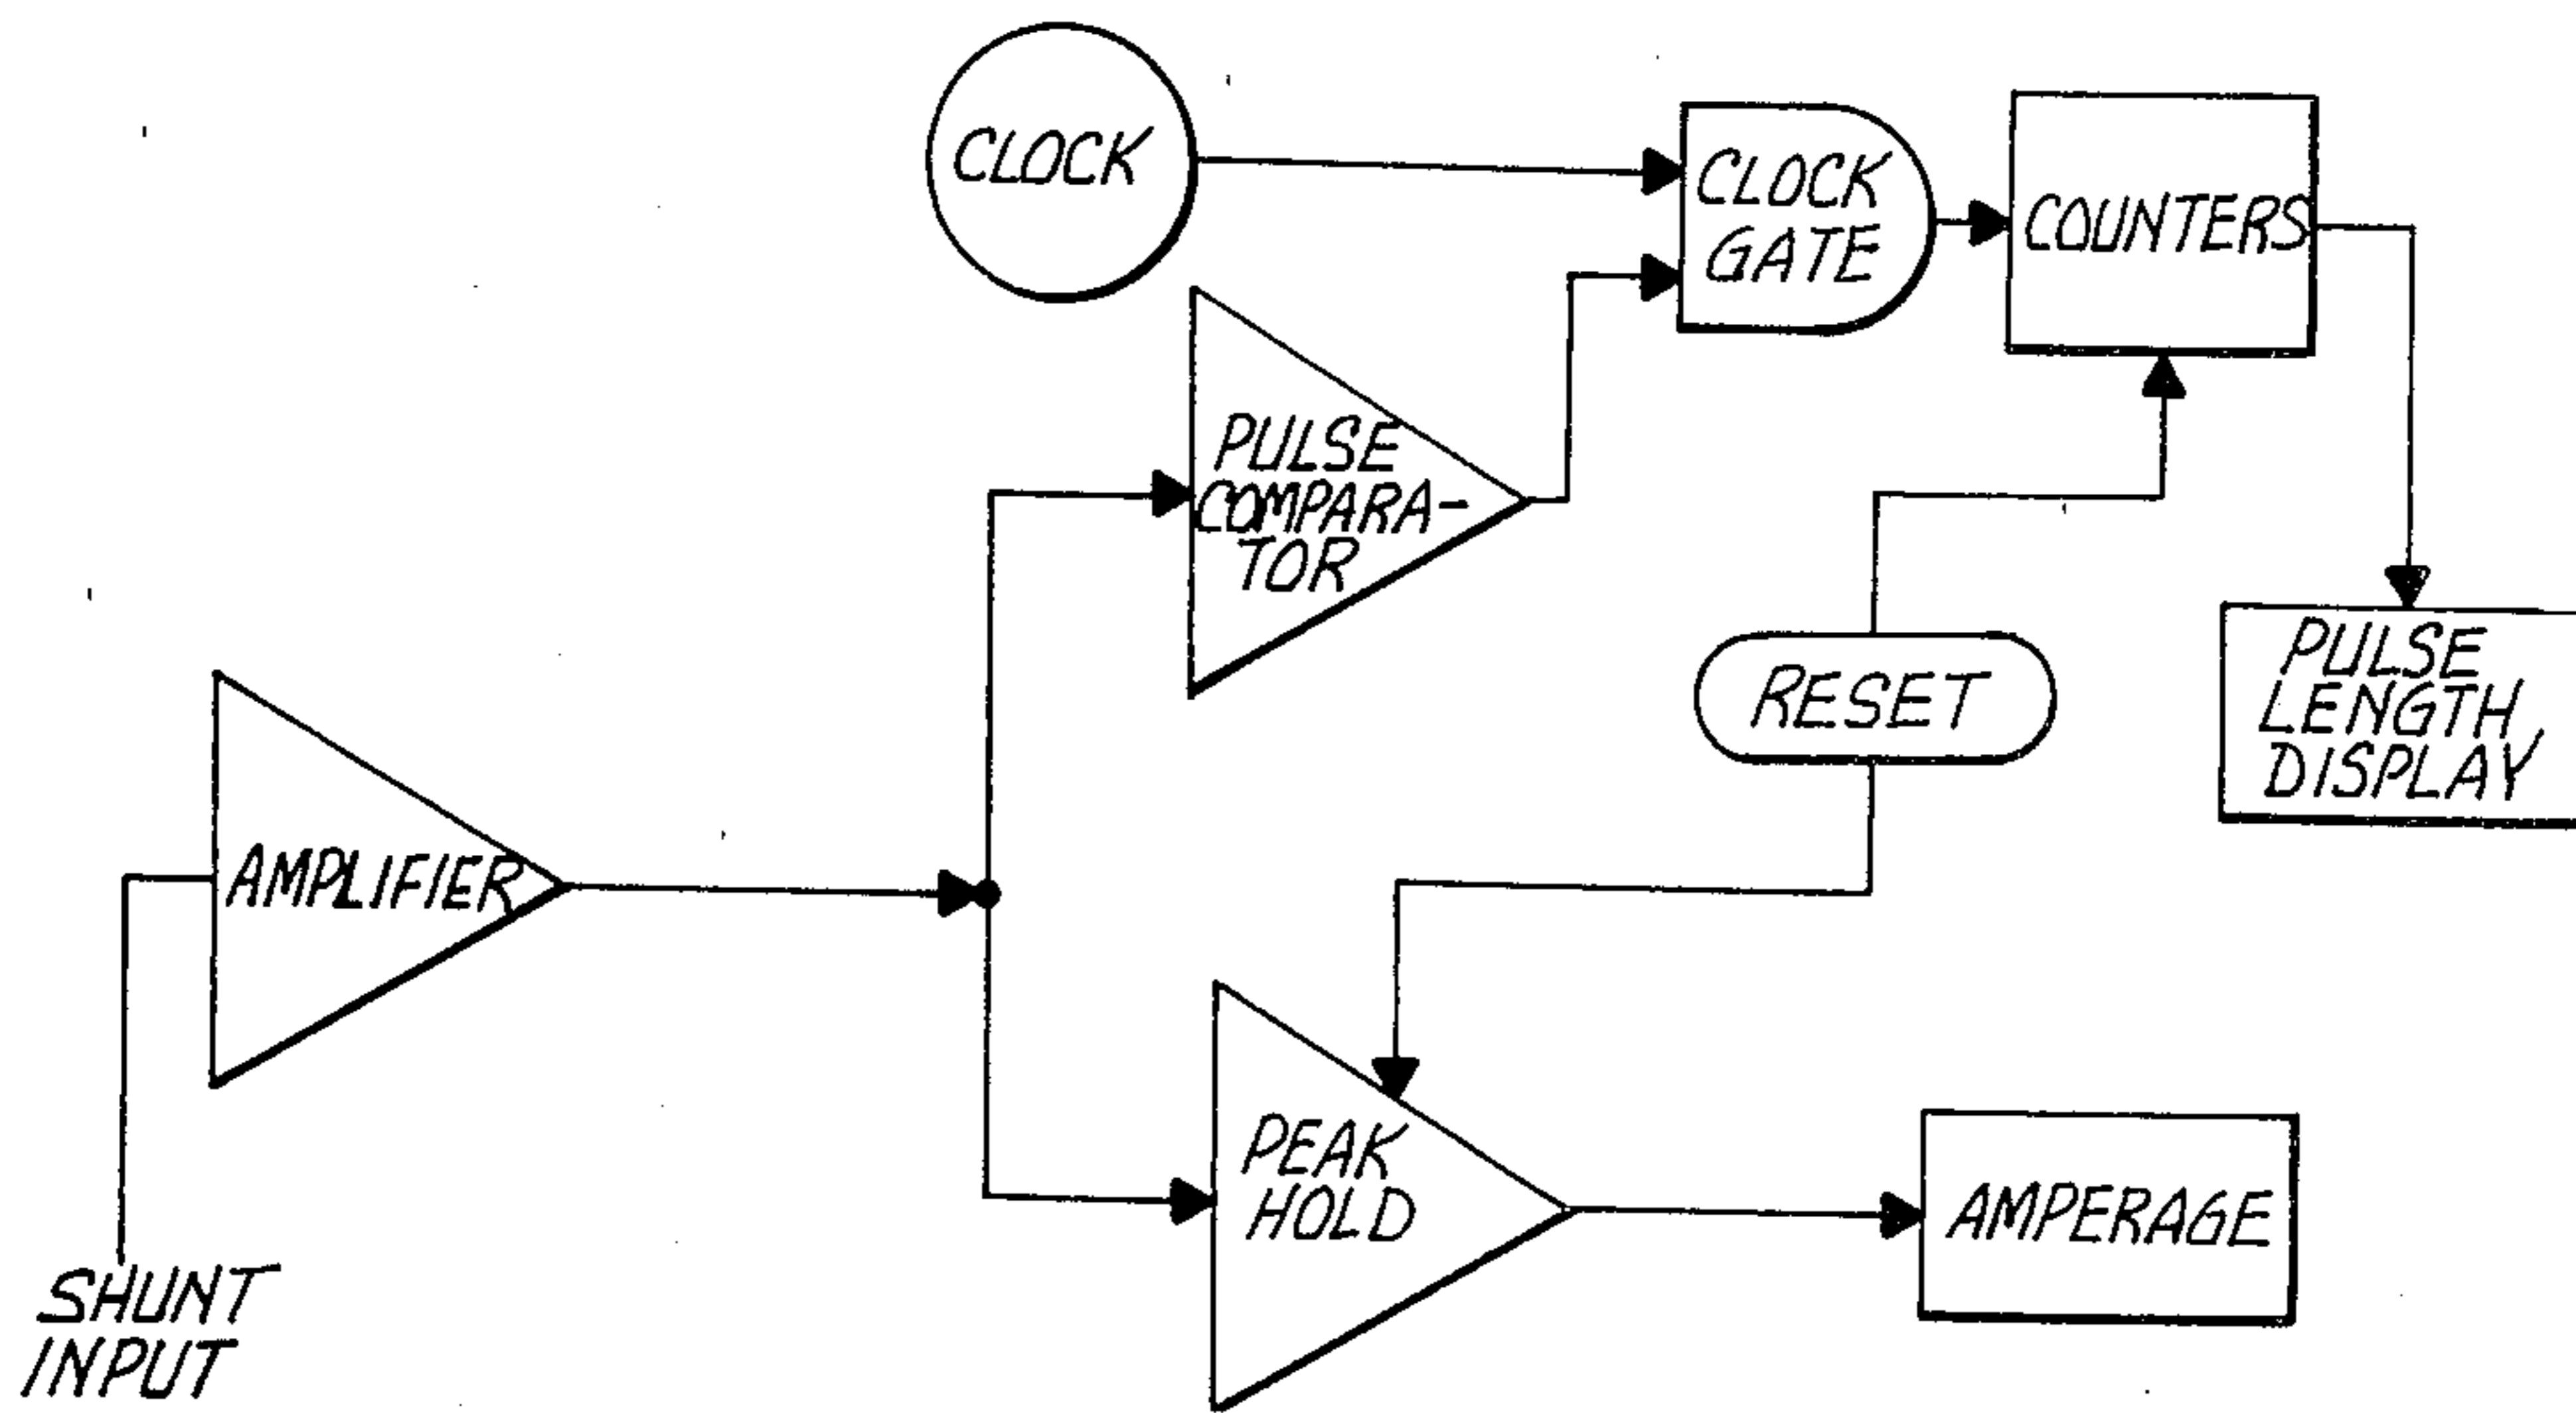 CLOCK
CLOCK
GATE
COUNTERS
PULSE
COMPARA-
TOR
RESET
PULSE
LENGTH
DISPLAY
AMPLIFIER
PEAK
HOLD
AMPERAGE
SHUNT
INPUT